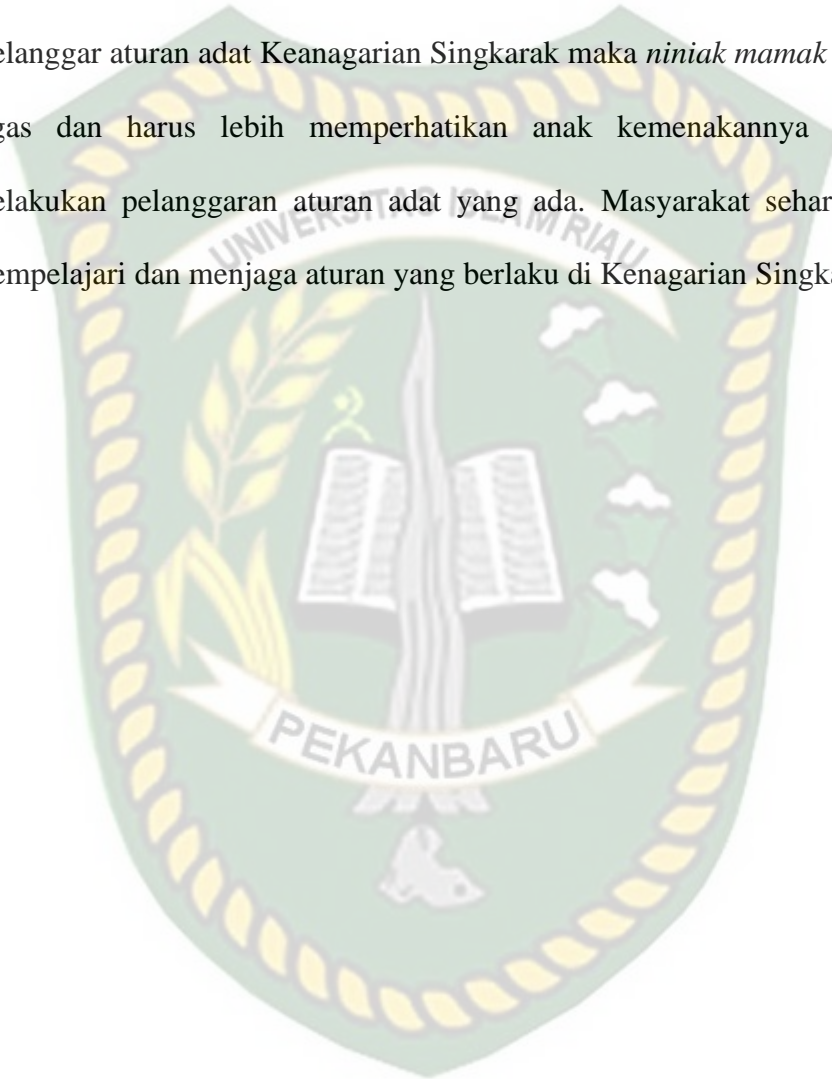 elanggar aturan adat Keanagarian Singkarak maka niniak mamak
gas dan harus lebih memperhatikan anak kemenakannya
elakukan pelanggaran aturan adat yang ada. Masyarakat sehar
empelajari dan menjaga aturan yang berlaku di Kenagarian Singka
UNIVERSITAS ISLAM RIAU
PEKANBARU